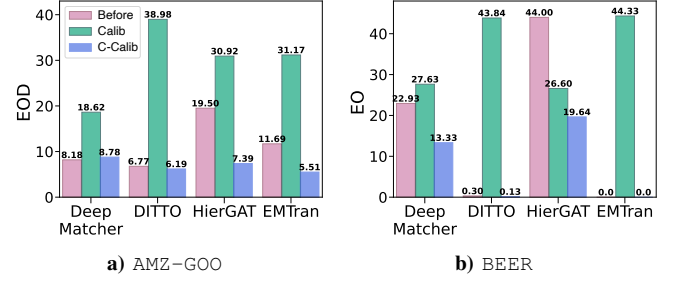 Before
Calib
C-Calib
EOD
40
30
20
10
0
8.18 18.62 8.78 6.77 38.98 6.19 19.50 30.92 7.39 11.69 31.17 5.51
Deep DITTO HierGAT EMTran
Matcher
a) AMZ-GOO
EO
40
30
20
10
0
22.93 27.63 13.33 0.30 43.84 0.13 44.00 26.60 19.64 0.0 44.33 0.0
Deep DITTO HierGAT EMTran
Matcher
b) BEER